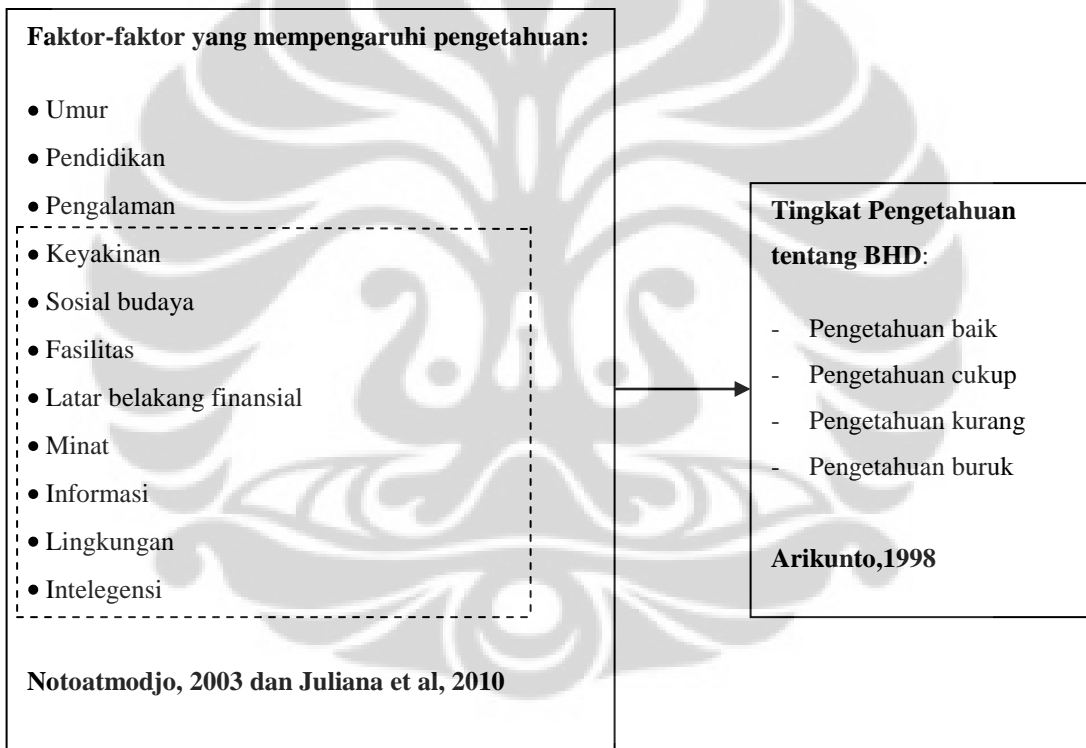 Faktor-faktor yang mempengaruhi pengetahuan:
• Umur
• Pendidikan
• Pengalaman
• Keyakinan
• Sosial budaya
• Fasilitas
• Latar belakang finansial
• Minat
• Informasi
• Lingkungan
• Intelegensi
Notoatmodjo, 2003 dan Juliana et al, 2010
Tingkat Pengetahuan
tentang BHD:
- Pengetahuan baik
- Pengetahuan cukup
- Pengetahuan kurang
- Pengetahuan buruk
Arikunto,1998